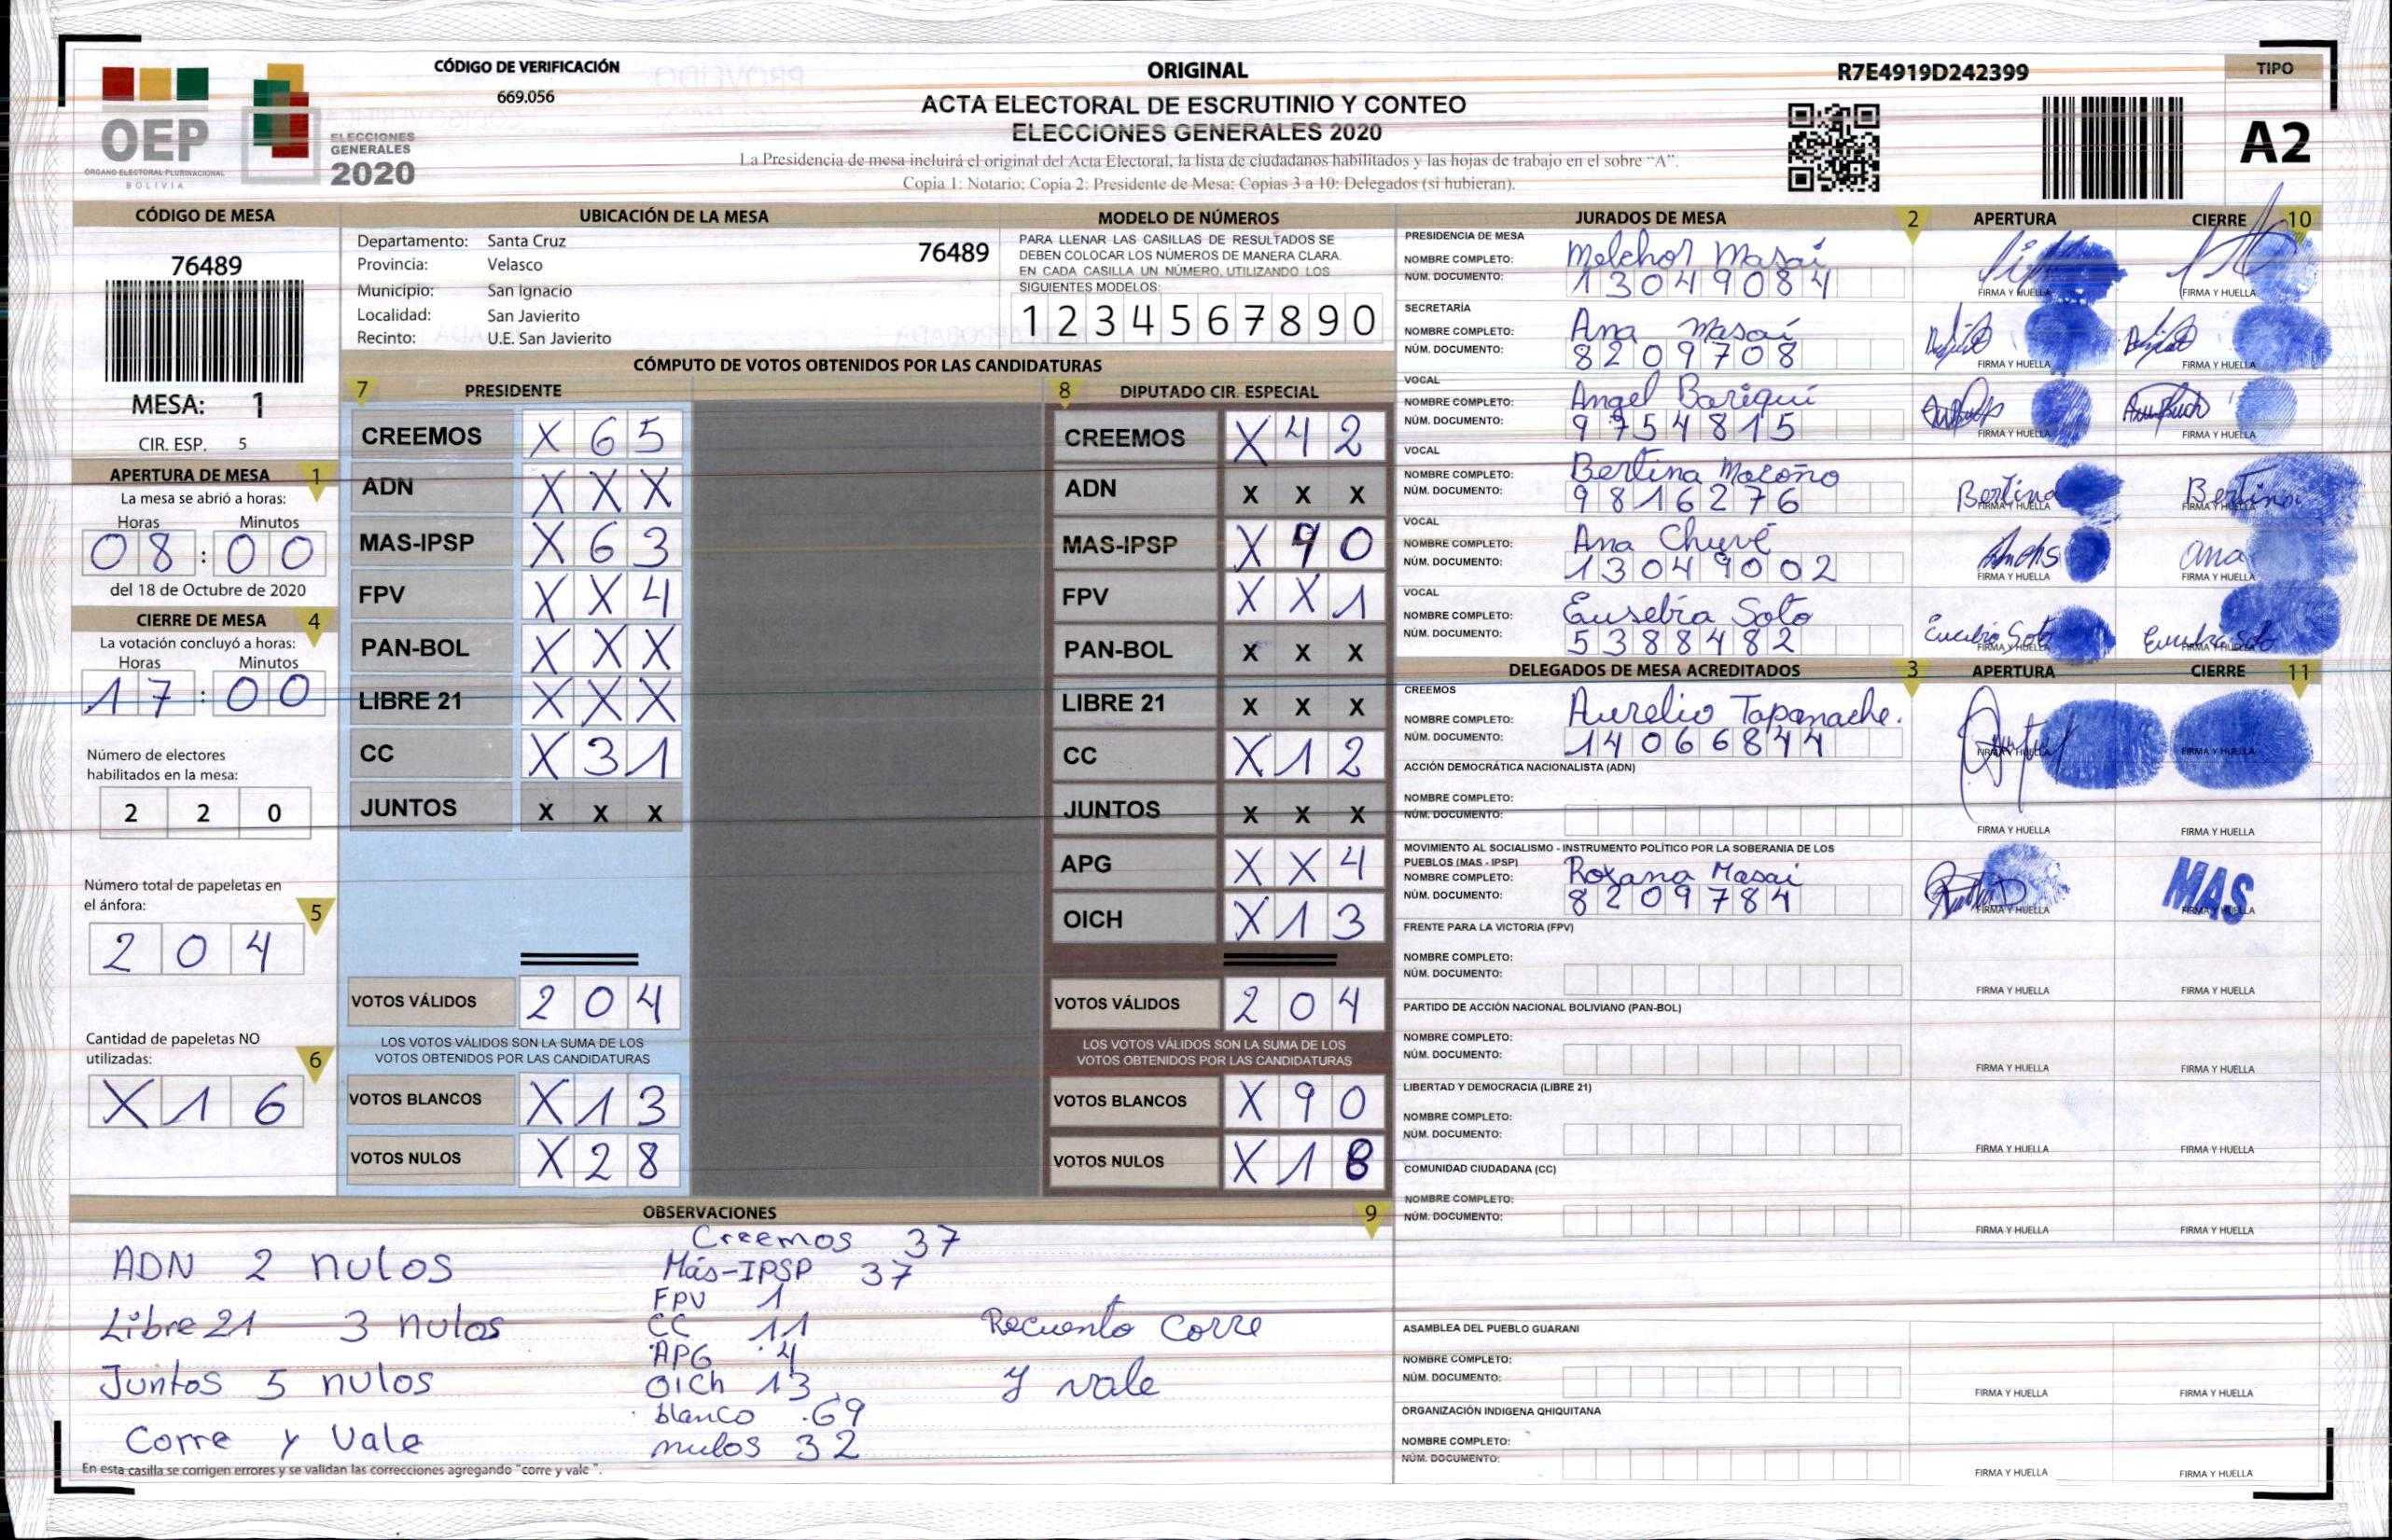 CÓDIGO DE VERIFICACIÓN
669.056
ORIGINAL
ACTA ELECTORAL DE ESCRUTINIO Y CONTEO
ELECCIONES GENERALES 2020
La Presidencia de mesa incluirá el original del Acta Electoral, la lista de ciudadanos habilitados y las hojas de trabajo en el sobre "A".
Copia 1: Notario; Copia 2: Presidente de Mesa; Copias 3 a 10: Delegados (si hubieran).
R7E4919D242399
TIPO
A2
OEP
ÓRGANO ELECTORAL PLURINACIONAL
BOLIVIA
ELECCIONES
GENERALES
2020
CÓDIGO DE MESA
76489
MESA: 1
CIR. ESP. 5
APERTURA DE MESA 1
La mesa se abrió a horas:
Horas Minutos
08:00
del 18 de Octubre de 2020
CIERRE DE MESA 4
La votación concluyó a horas:
Horas Minutos
17:00
Número de electores
habilitados en la mesa:
2 2 0
Número total de papeletas en
el ánfora: 5
2 0 4
Cantidad de papeletas NO
utilizadas: 6
X 1 6
UBICACIÓN DE LA MESA
Departamento: Santa Cruz
76489
Provincia: Velasco
Municipio: San Ignacio
Localidad: San Javierito
Recinto: U.E. San Javierito
MODELO DE NÚMEROS
PARA LLENAR LAS CASILLAS DE RESULTADOS SE
DEBEN COLOCAR LOS NÚMEROS DE MANERA CLARA.
EN CADA CASILLA UN NÚMERO, UTILIZANDO LOS
SIGUIENTES MODELOS:
1 2 3 4 5 6 7 8 9 0
CÓMPUTO DE VOTOS OBTENIDOS POR LAS CANDIDATURAS
7 PRESIDENTE
CREEMOS X 6 5
ADN X X X
MAS-IPSP X 6 3
FPV X X 4
PAN-BOL X X X
LIBRE 21 X X X
CC X 3 1
JUNTOS X X X
VOTOS VÁLIDOS 2 0 4
LOS VOTOS VÁLIDOS SON LA SUMA DE LOS
VOTOS OBTENIDOS POR LAS CANDIDATURAS
VOTOS BLANCOS X 1 3
VOTOS NULOS X 2 8
8 DIPUTADO CIR. ESPECIAL
CREEMOS X 4 2
ADN X X X
MAS-IPSP X 9 0
FPV X X 1
PAN-BOL X X X
LIBRE 21 X X X
CC X 1 2
JUNTOS X X X
APG X X 4
OICH X 1 3
VOTOS VÁLIDOS 2 0 4
LOS VOTOS VÁLIDOS SON LA SUMA DE LOS
VOTOS OBTENIDOS POR LAS CANDIDATURAS
VOTOS BLANCOS X 9 0
VOTOS NULOS X 1 8
OBSERVACIONES 9
ADN 2 nulos
Libre 21 3 nulos
Juntos 5 nulos
Corre y Vale
Creemos 37
Más-IPSP 37
FPV 1
CC 11
APG 4
OICh 13
blanco 69
nulos 32
Recuento Corre
y vale
En esta casilla se corrigen errores y se validan las correcciones agregando "corre y vale".
JURADOS DE MESA 2 APERTURA CIERRE 10
PRESIDENCIA DE MESA
NOMBRE COMPLETO: Melchor Masai
NÚM. DOCUMENTO: 13049084
FIRMA Y HUELLA FIRMA Y HUELLA
SECRETARÍA
NOMBRE COMPLETO: Ana Masaí
NÚM. DOCUMENTO: 8209708
FIRMA Y HUELLA FIRMA Y HUELLA
VOCAL
NOMBRE COMPLETO: Angel Bariquí
NÚM. DOCUMENTO: 9754815
FIRMA Y HUELLA FIRMA Y HUELLA
VOCAL
NOMBRE COMPLETO: Bertina Mocoño
NÚM. DOCUMENTO: 9816276
Bertina Bertina
FIRMA Y HUELLA FIRMA Y HUELLA
VOCAL
NOMBRE COMPLETO: Ana Chuvé
NÚM. DOCUMENTO: 13049002
ana
FIRMA Y HUELLA FIRMA Y HUELLA
VOCAL
NOMBRE COMPLETO: Eusebia Soto
NÚM. DOCUMENTO: 5388482
FIRMA Y HUELLA FIRMA Y HUELLA
DELEGADOS DE MESA ACREDITADOS 3 APERTURA CIERRE 11
CREEMOS
NOMBRE COMPLETO: Aurelio Tapanache.
NÚM. DOCUMENTO: 14066844
FIRMA Y HUELLA FIRMA Y HUELLA
ACCIÓN DEMOCRÁTICA NACIONALISTA (ADN)
NOMBRE COMPLETO:
NÚM. DOCUMENTO:
FIRMA Y HUELLA FIRMA Y HUELLA
MOVIMIENTO AL SOCIALISMO - INSTRUMENTO POLÍTICO POR LA SOBERANIA DE LOS
PUEBLOS (MAS - IPSP)
NOMBRE COMPLETO: Roxana Masai
NÚM. DOCUMENTO: 8209784
MAS
FIRMA Y HUELLA FIRMA Y HUELLA
FRENTE PARA LA VICTORIA (FPV)
NOMBRE COMPLETO:
NÚM. DOCUMENTO:
FIRMA Y HUELLA FIRMA Y HUELLA
PARTIDO DE ACCIÓN NACIONAL BOLIVIANO (PAN-BOL)
NOMBRE COMPLETO:
NÚM. DOCUMENTO:
FIRMA Y HUELLA FIRMA Y HUELLA
LIBERTAD Y DEMOCRACIA (LIBRE 21)
NOMBRE COMPLETO:
NÚM. DOCUMENTO:
FIRMA Y HUELLA FIRMA Y HUELLA
COMUNIDAD CIUDADANA (CC)
NOMBRE COMPLETO:
NÚM. DOCUMENTO:
FIRMA Y HUELLA FIRMA Y HUELLA
ASAMBLEA DEL PUEBLO GUARANI
NOMBRE COMPLETO:
NÚM. DOCUMENTO:
FIRMA Y HUELLA FIRMA Y HUELLA
ORGANIZACIÓN INDIGENA QHIQUITANA
NOMBRE COMPLETO:
NÚM. DOCUMENTO:
FIRMA Y HUELLA FIRMA Y HUELLA